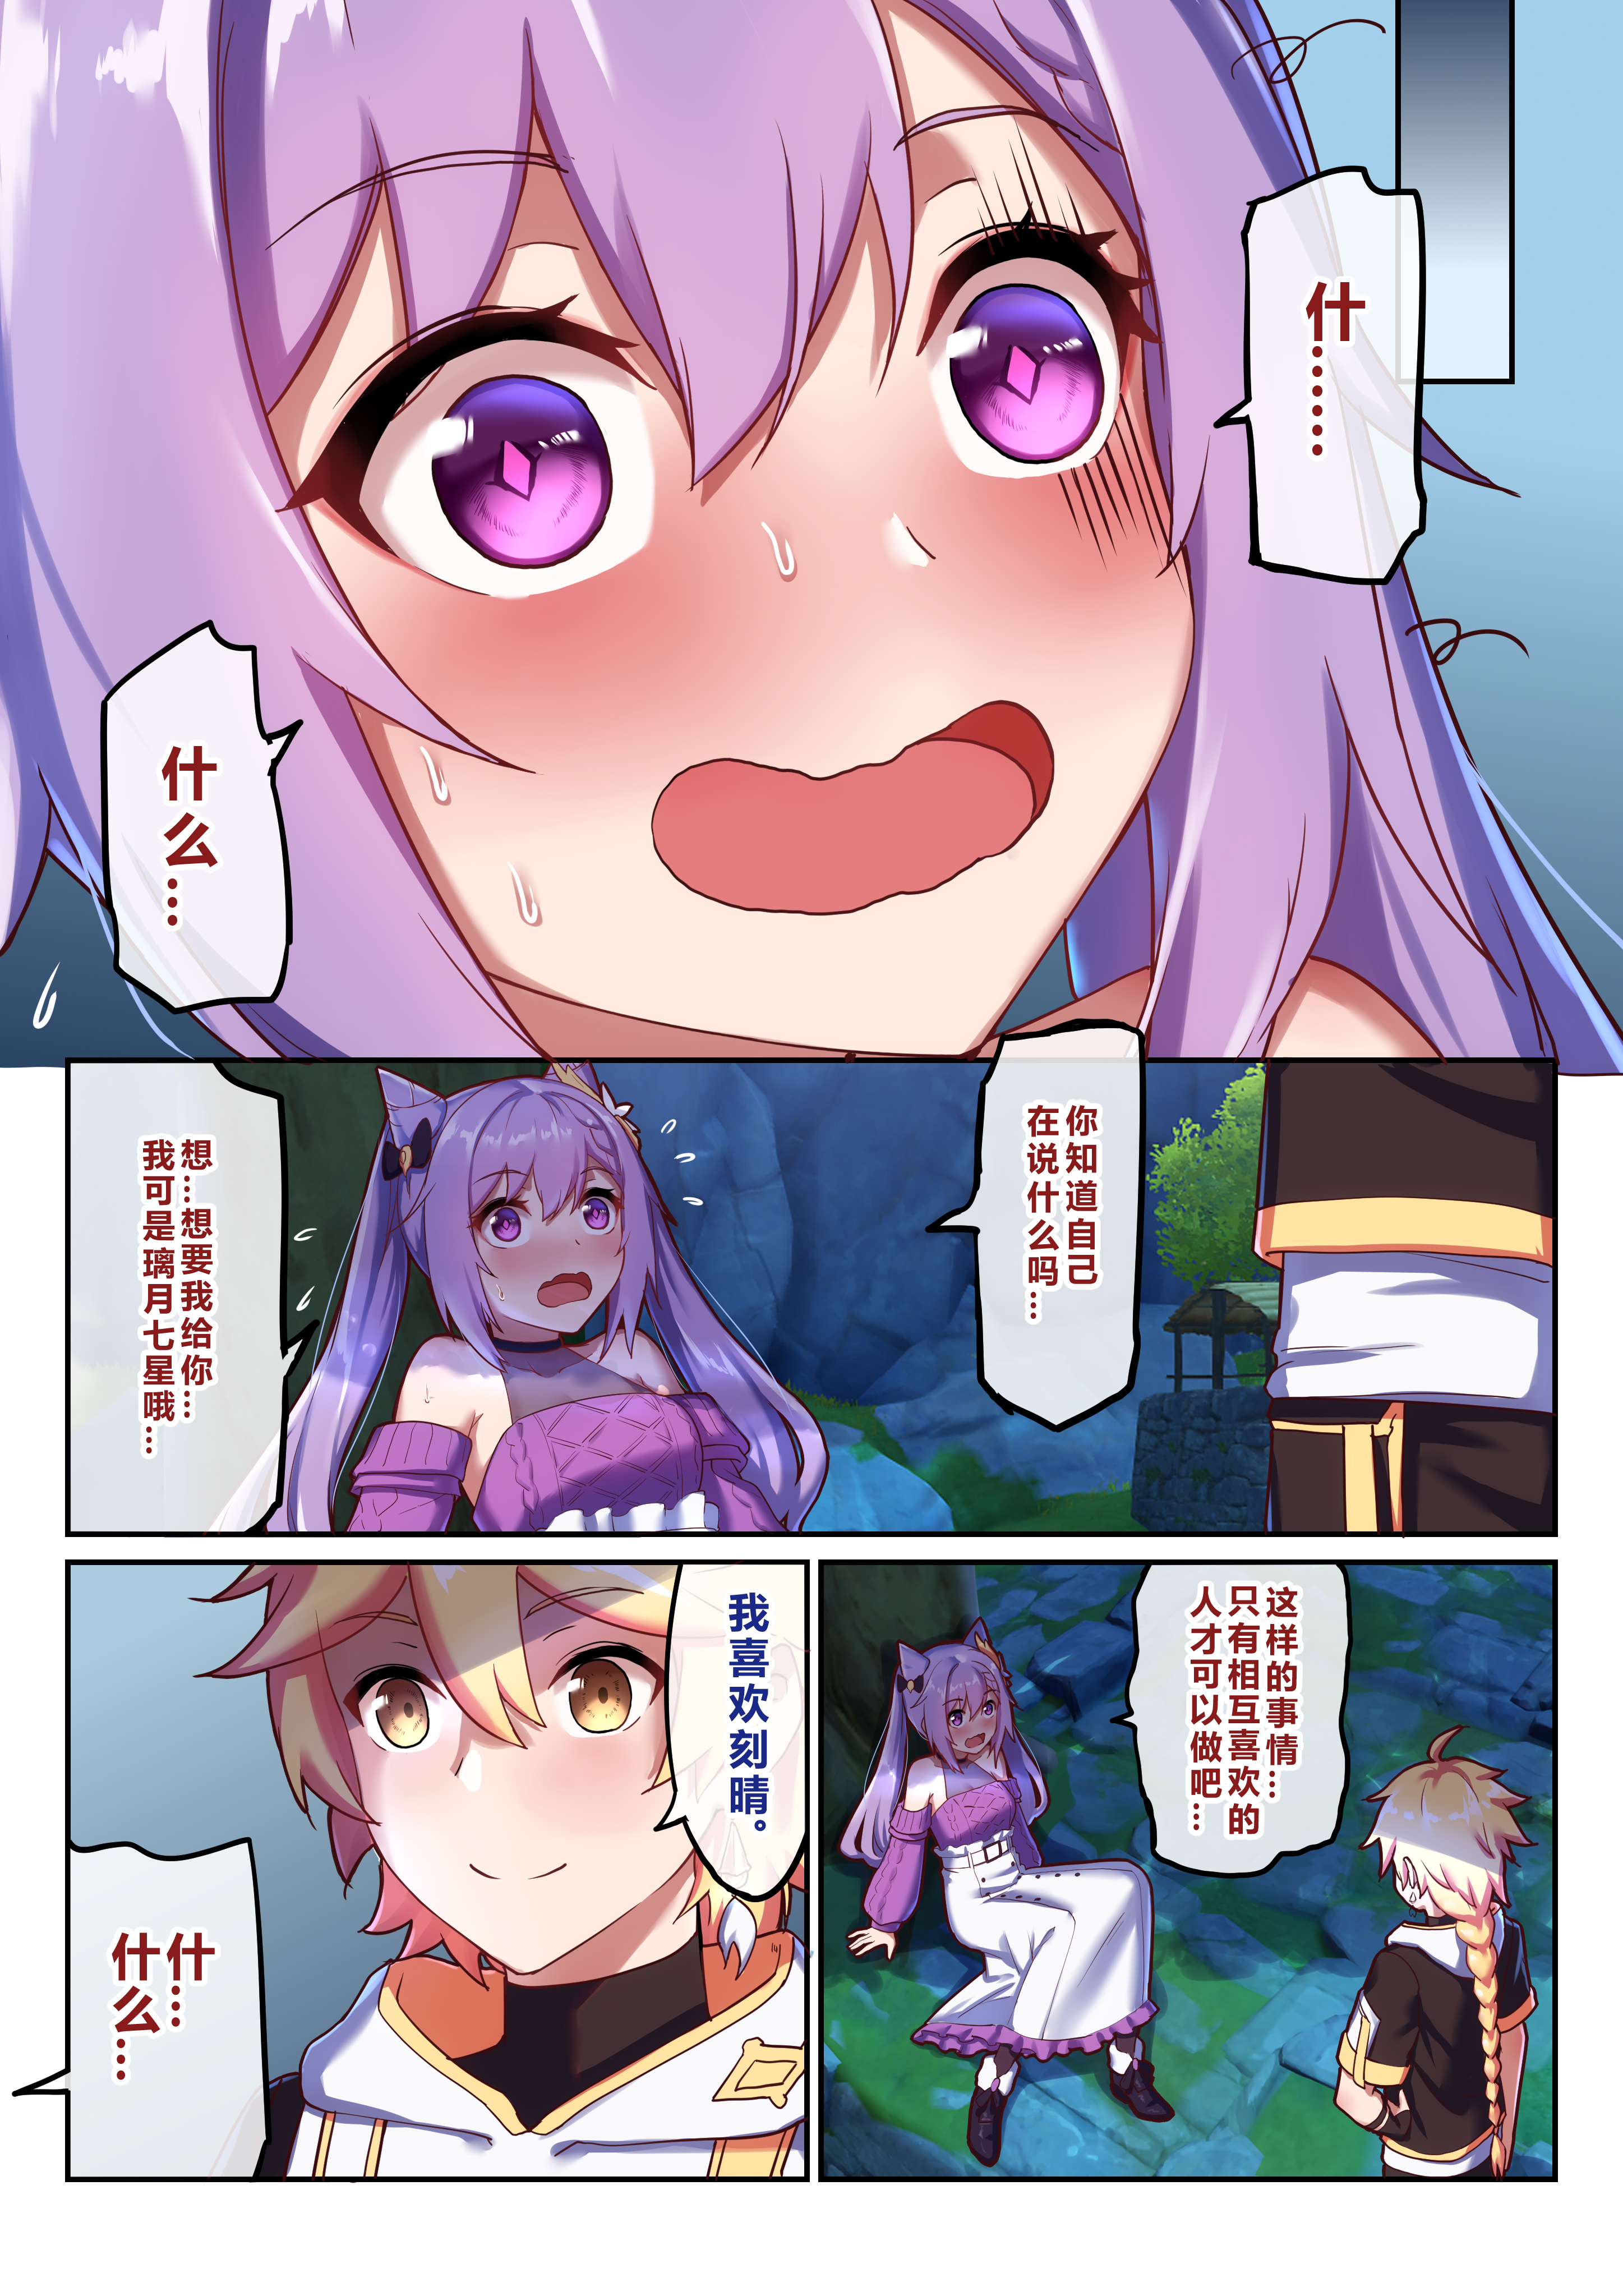 什………
什么…
你知道自己
在说什么吗…
想…想要我给你…
我可是璃月七星哦…
这样的事情…
只有相互喜欢的
人才可以做吧…
我喜欢刻晴。
什…
什么…